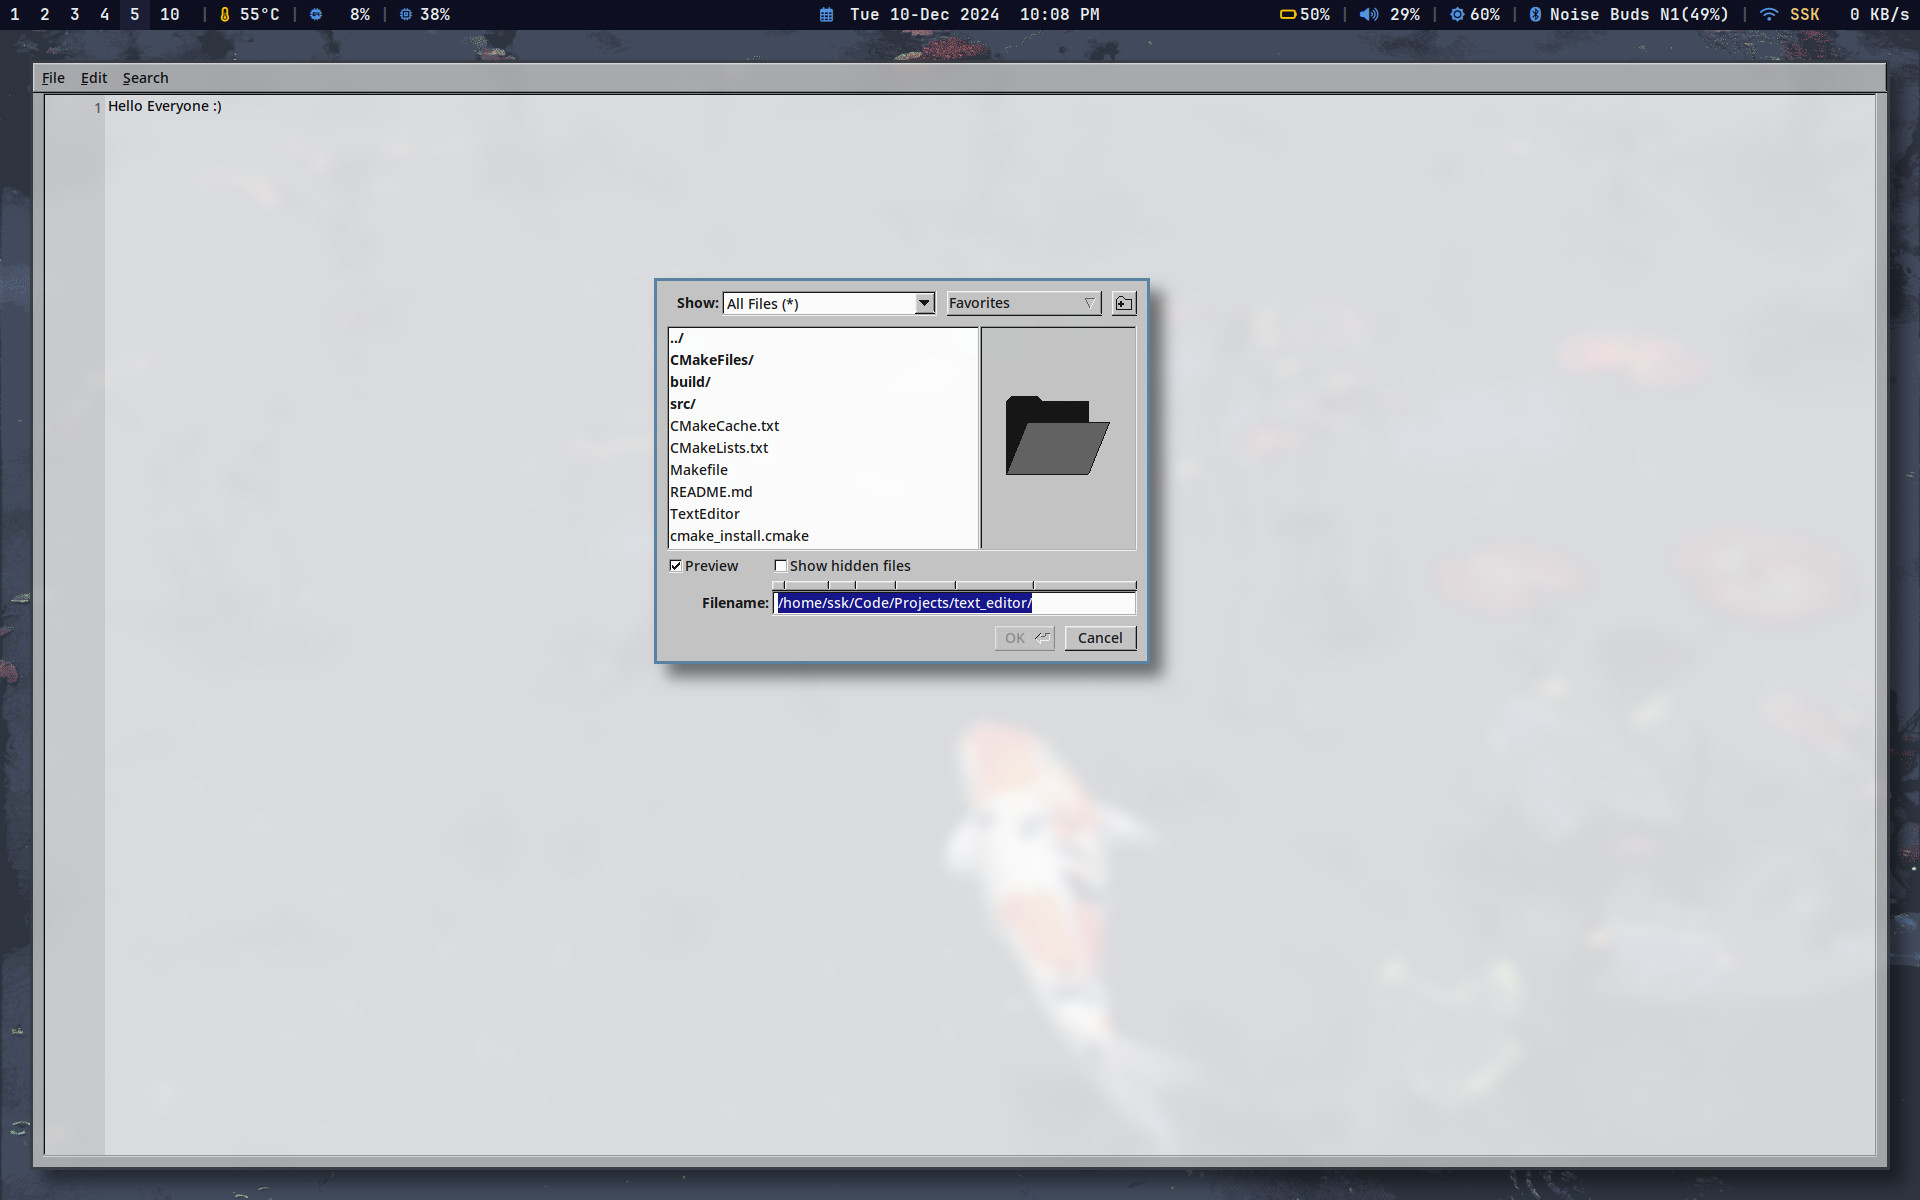 1 2 3 4 5 10 | 55°C | 8% | 38% Tue 10-Dec 2024 10:08 PM 50% | 29% | 60% | Noise Buds N1(49%) | SSK 0 KB/s
File Edit Search
1 Hello Everyone :)
Show: All Files (*) Favorites
../
CMakeFiles/
build/
src/
CMakeCache.txt
CMakeLists.txt
Makefile
README.md
TextEditor
cmake_install.cmake
Preview Show hidden files
Filename: /home/ssk/Code/Projects/text_editor/
OK Cancel